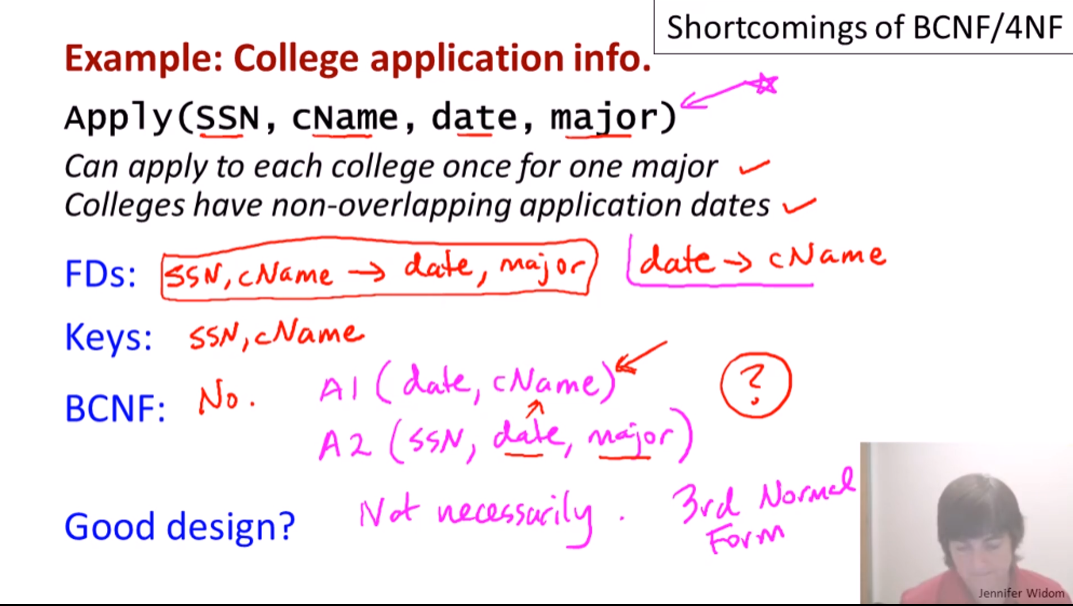 Shortcomings of BCNF/4NF
Example: College application info.
Apply(SSN, cName, date, major)
Can apply to each college once for one major
Colleges have non-overlapping application dates
FDs: SSN, cName → date, major date → cName
Keys: SSN, cName
BCNF: No. A1 (date, cName) ?
A2 (SSN, date, major)
Good design? Not necessarily. 3rd Normal
Form
Jennifer Widom